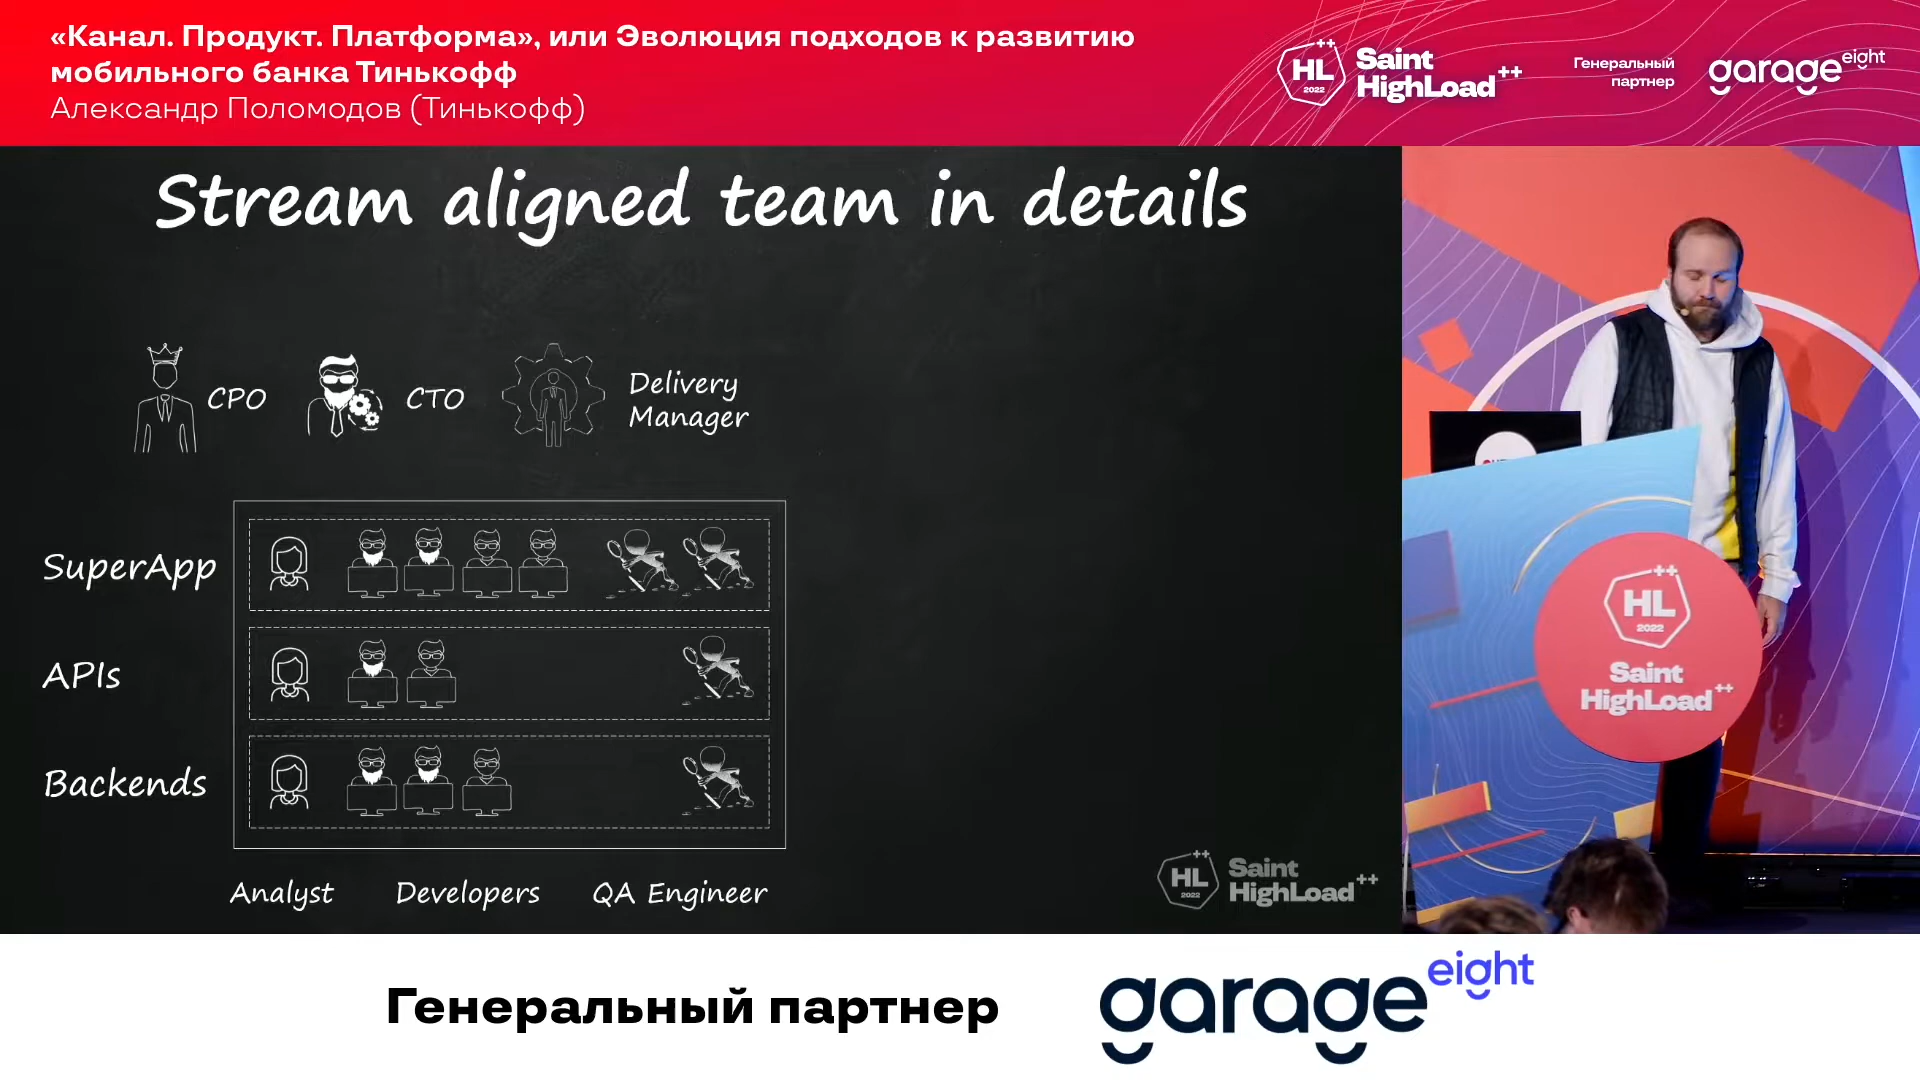 «Канал. Продукт. Платформа», или Эволюция подходов к развитию
мобильного банка Тинькофф
Александр Поломодов (Тинькофф)
HL
++
2022
Saint
HighLoad++
Генеральный
партнер
garage eight
Stream aligned team in details
CPO
CTO
Delivery
Manager
SuperApp
APIs
Backends
Analyst
Developers
QA Engineer
HL
++
2022
Saint
HighLoad++
HL
++
2022
Saint
HighLoad++
Генеральный партнер
garage eight